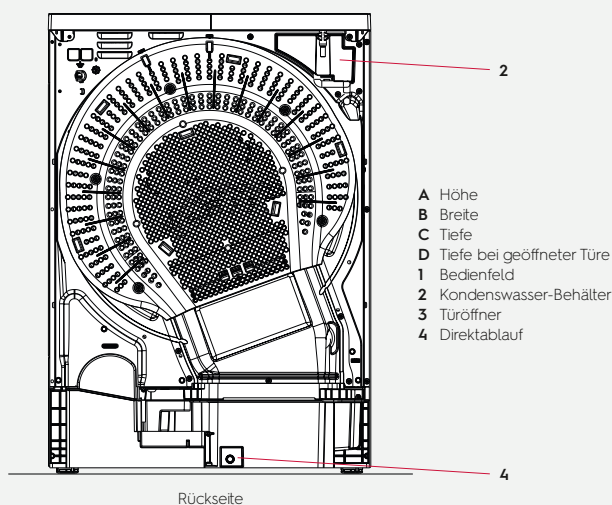 2
A Höhe
B Breite
C Tiefe
D Tiefe bei geöffneter Türe
1 Bedienfeld
2 Kondenswasser-Behälter
3 Türöffner
4 Direktablauf
4
Rückseite